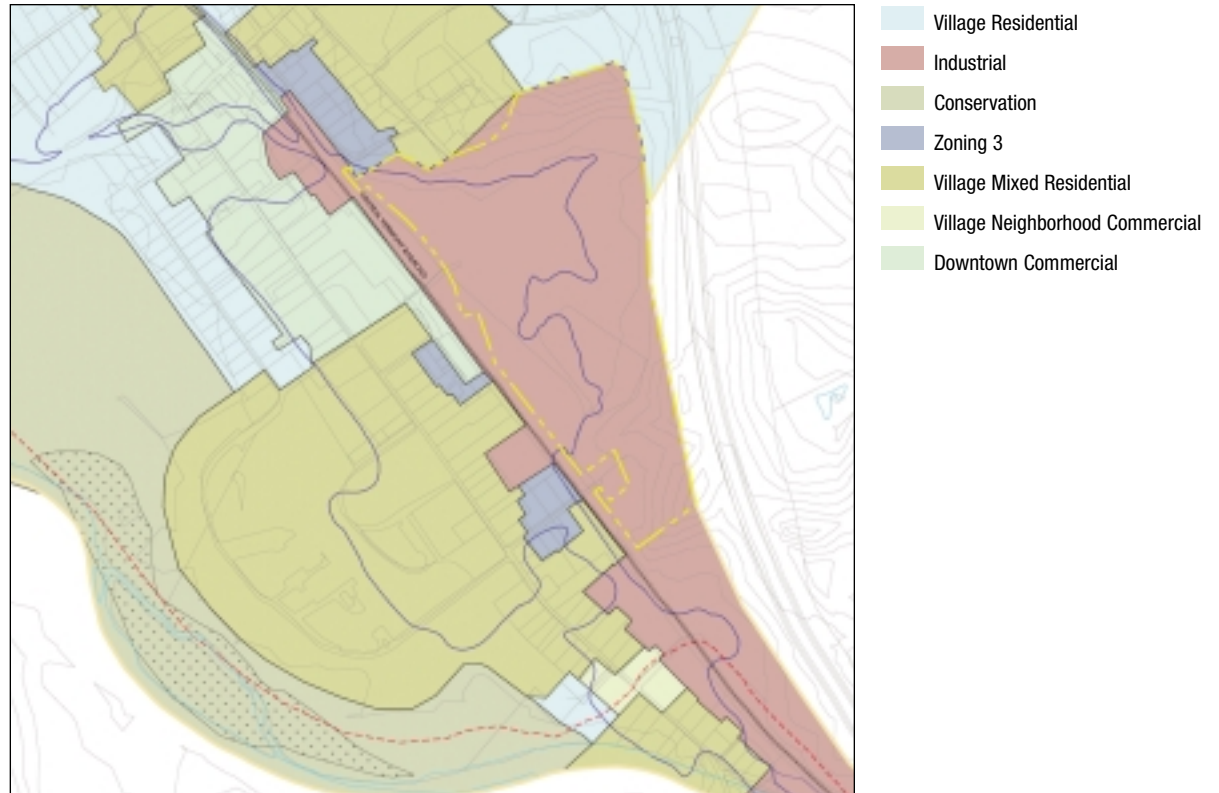 Village Residential
Industrial
Conservation
Zoning 3
Village Mixed Residential
Village Neighborhood Commercial
Downtown Commercial